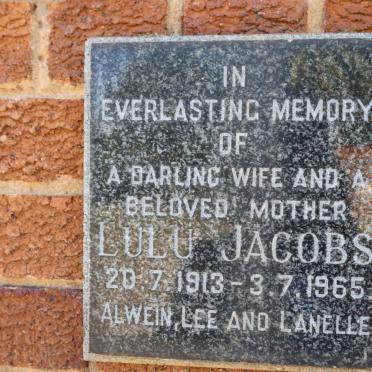 IN
EVERLASTING MEMORY
OF
A DARLING WIFE AND A
BELOVED MOTHER
LULU JACOBS
20.7.1913 - 3.7.1965.
ALWEIN, LEE AND LANELLE